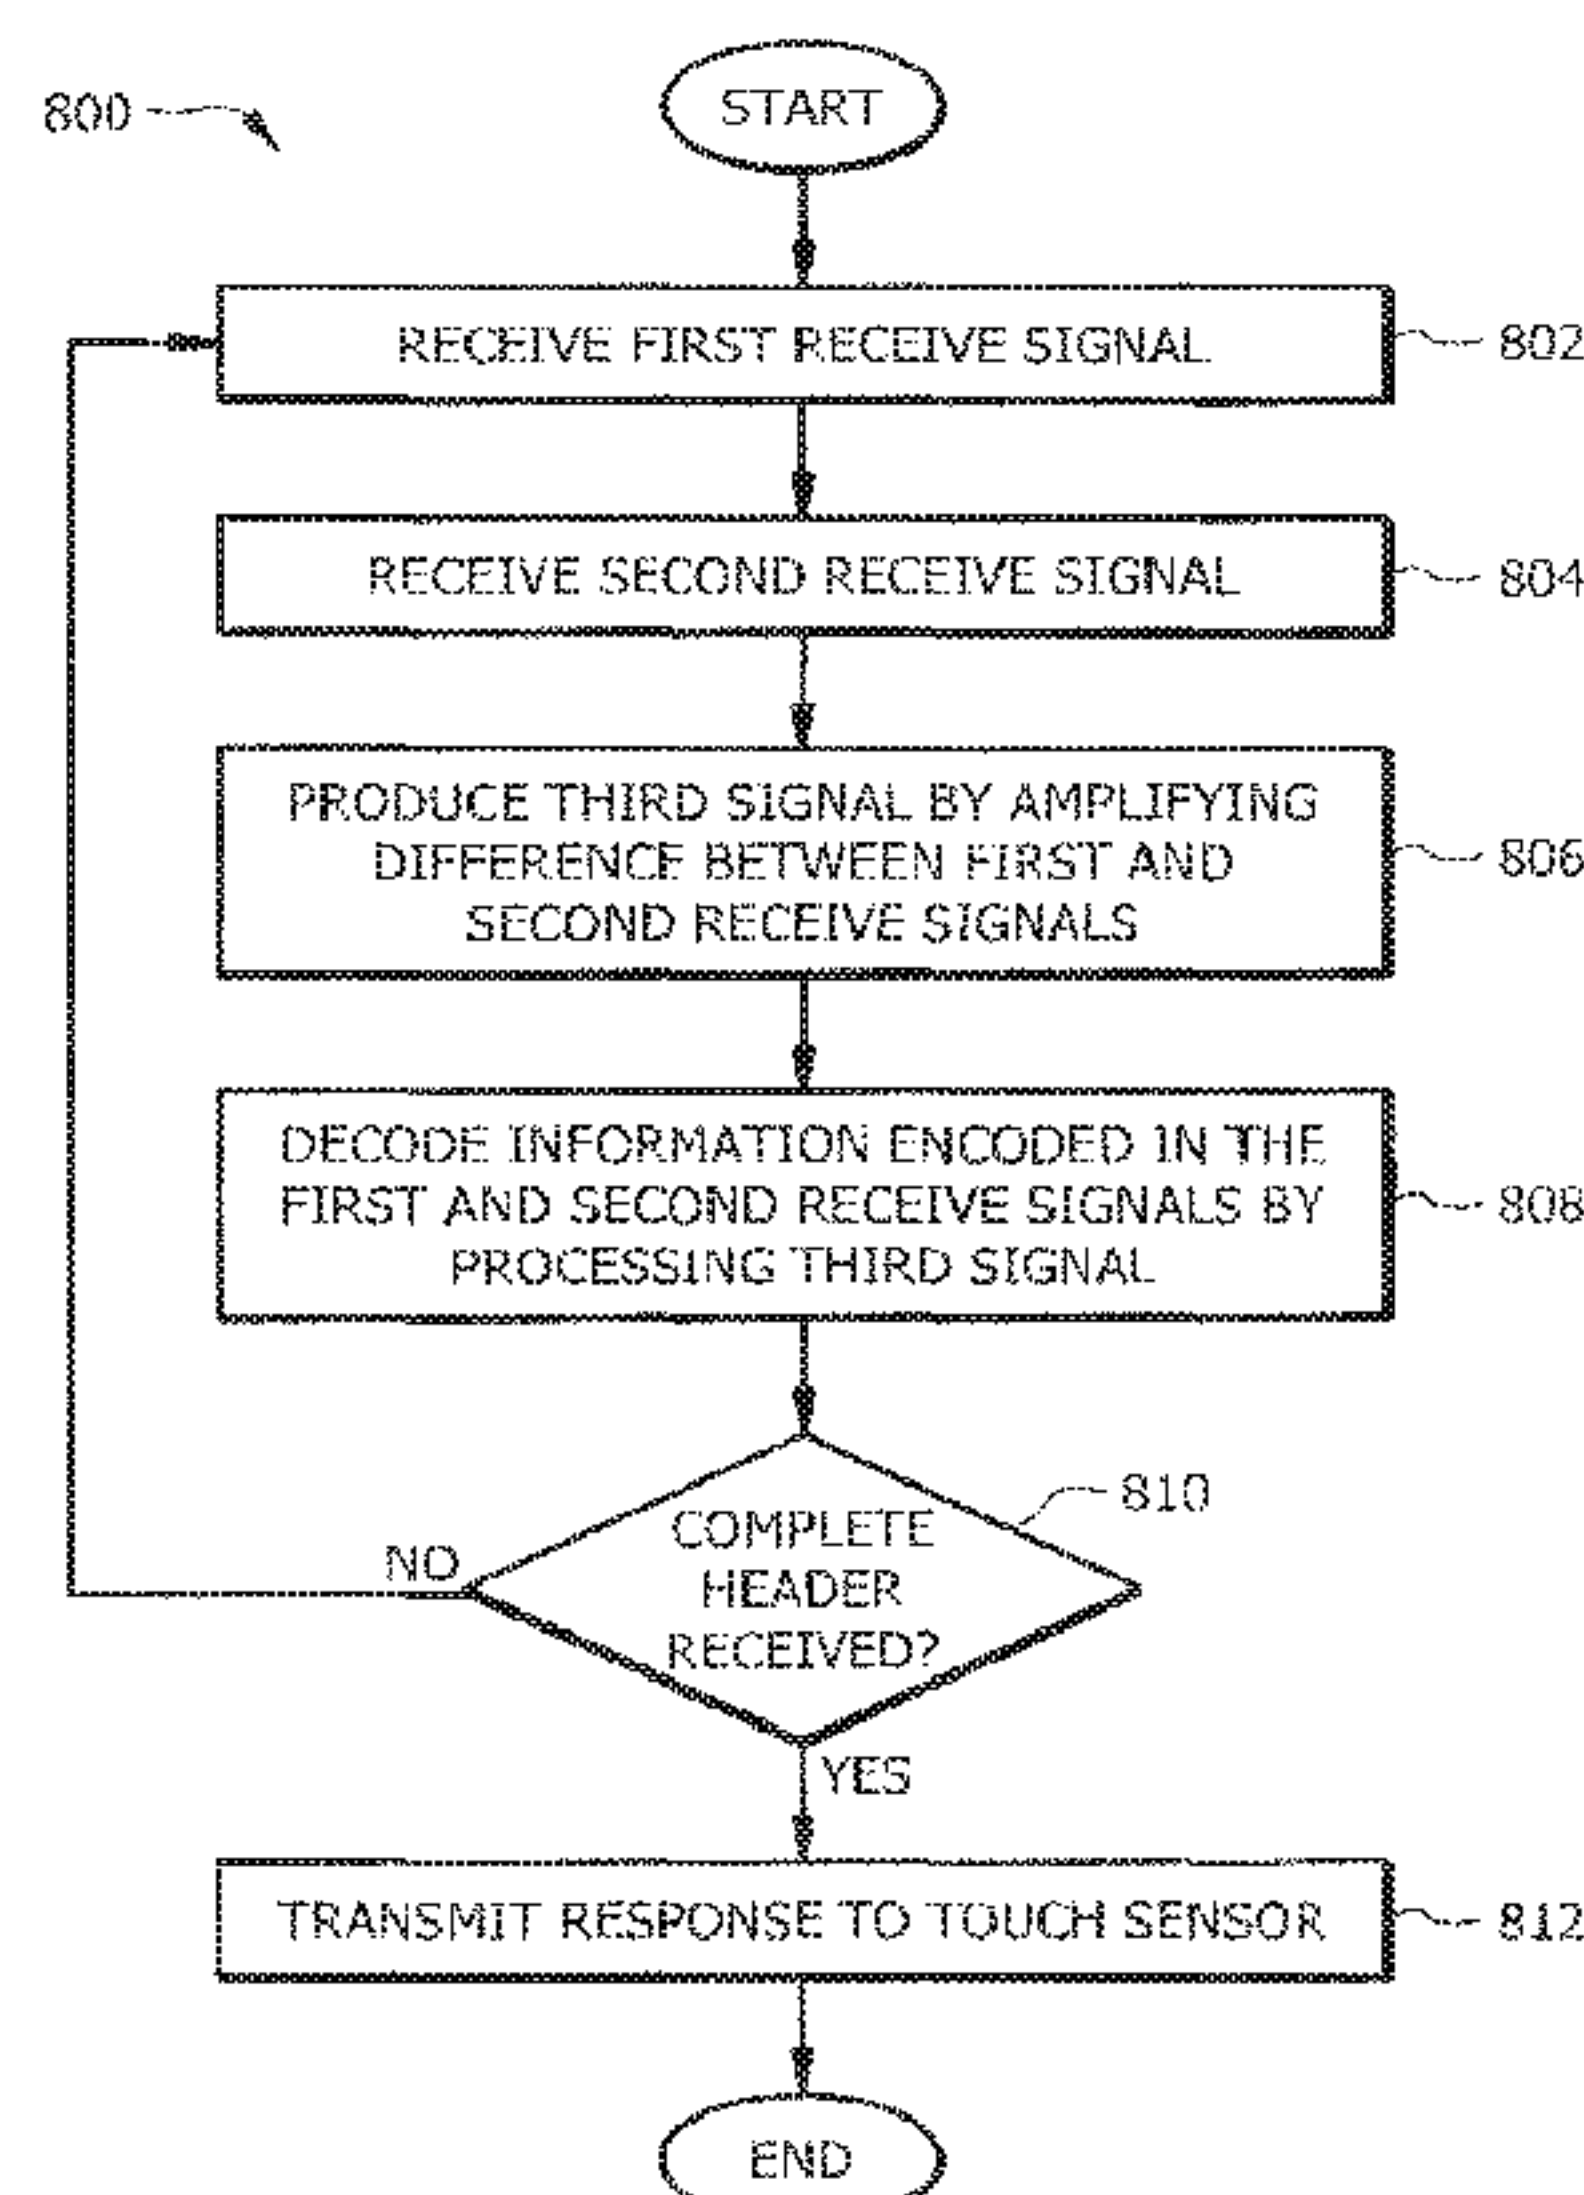 800
START
RECEIVE FIRST RECEIVE SIGNAL
802
RECEIVE SECOND RECEIVE SIGNAL
804
PRODUCE THIRD SIGNAL BY AMPLIFYING
DIFFERENCE BETWEEN FIRST AND
SECOND RECEIVE SIGNALS
806
DECODE INFORMATION ENCODED IN THE
FIRST AND SECOND RECEIVE SIGNALS BY
PROCESSING THIRD SIGNAL
808
COMPLETE
HEADER
RECEIVED?
810
NO
YES
TRANSMIT RESPONSE TO TOUCH SENSOR
812
END